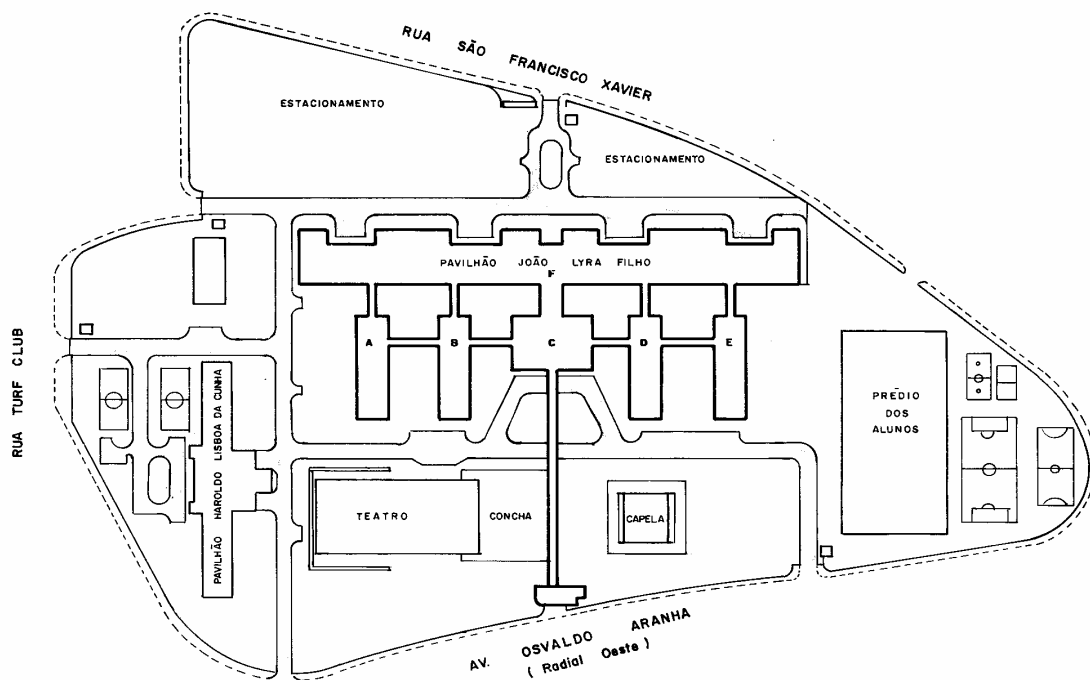 RUA SÃO FRANCISCO XAVIER
ESTACIONAMENTO
ESTACIONAMENTO
PAVILHÃO JOÃO LYRA FILHO
F
A
B
C
D
E
RUA TURF CLUB
PAVILHÃO HAROLDO LISBOA DA CUNHA
PRÉDIO
DOS
ALUNOS
TEATRO
CONCHA
CAPELA
AV. OSVALDO ARANHA
( Radial Oeste )